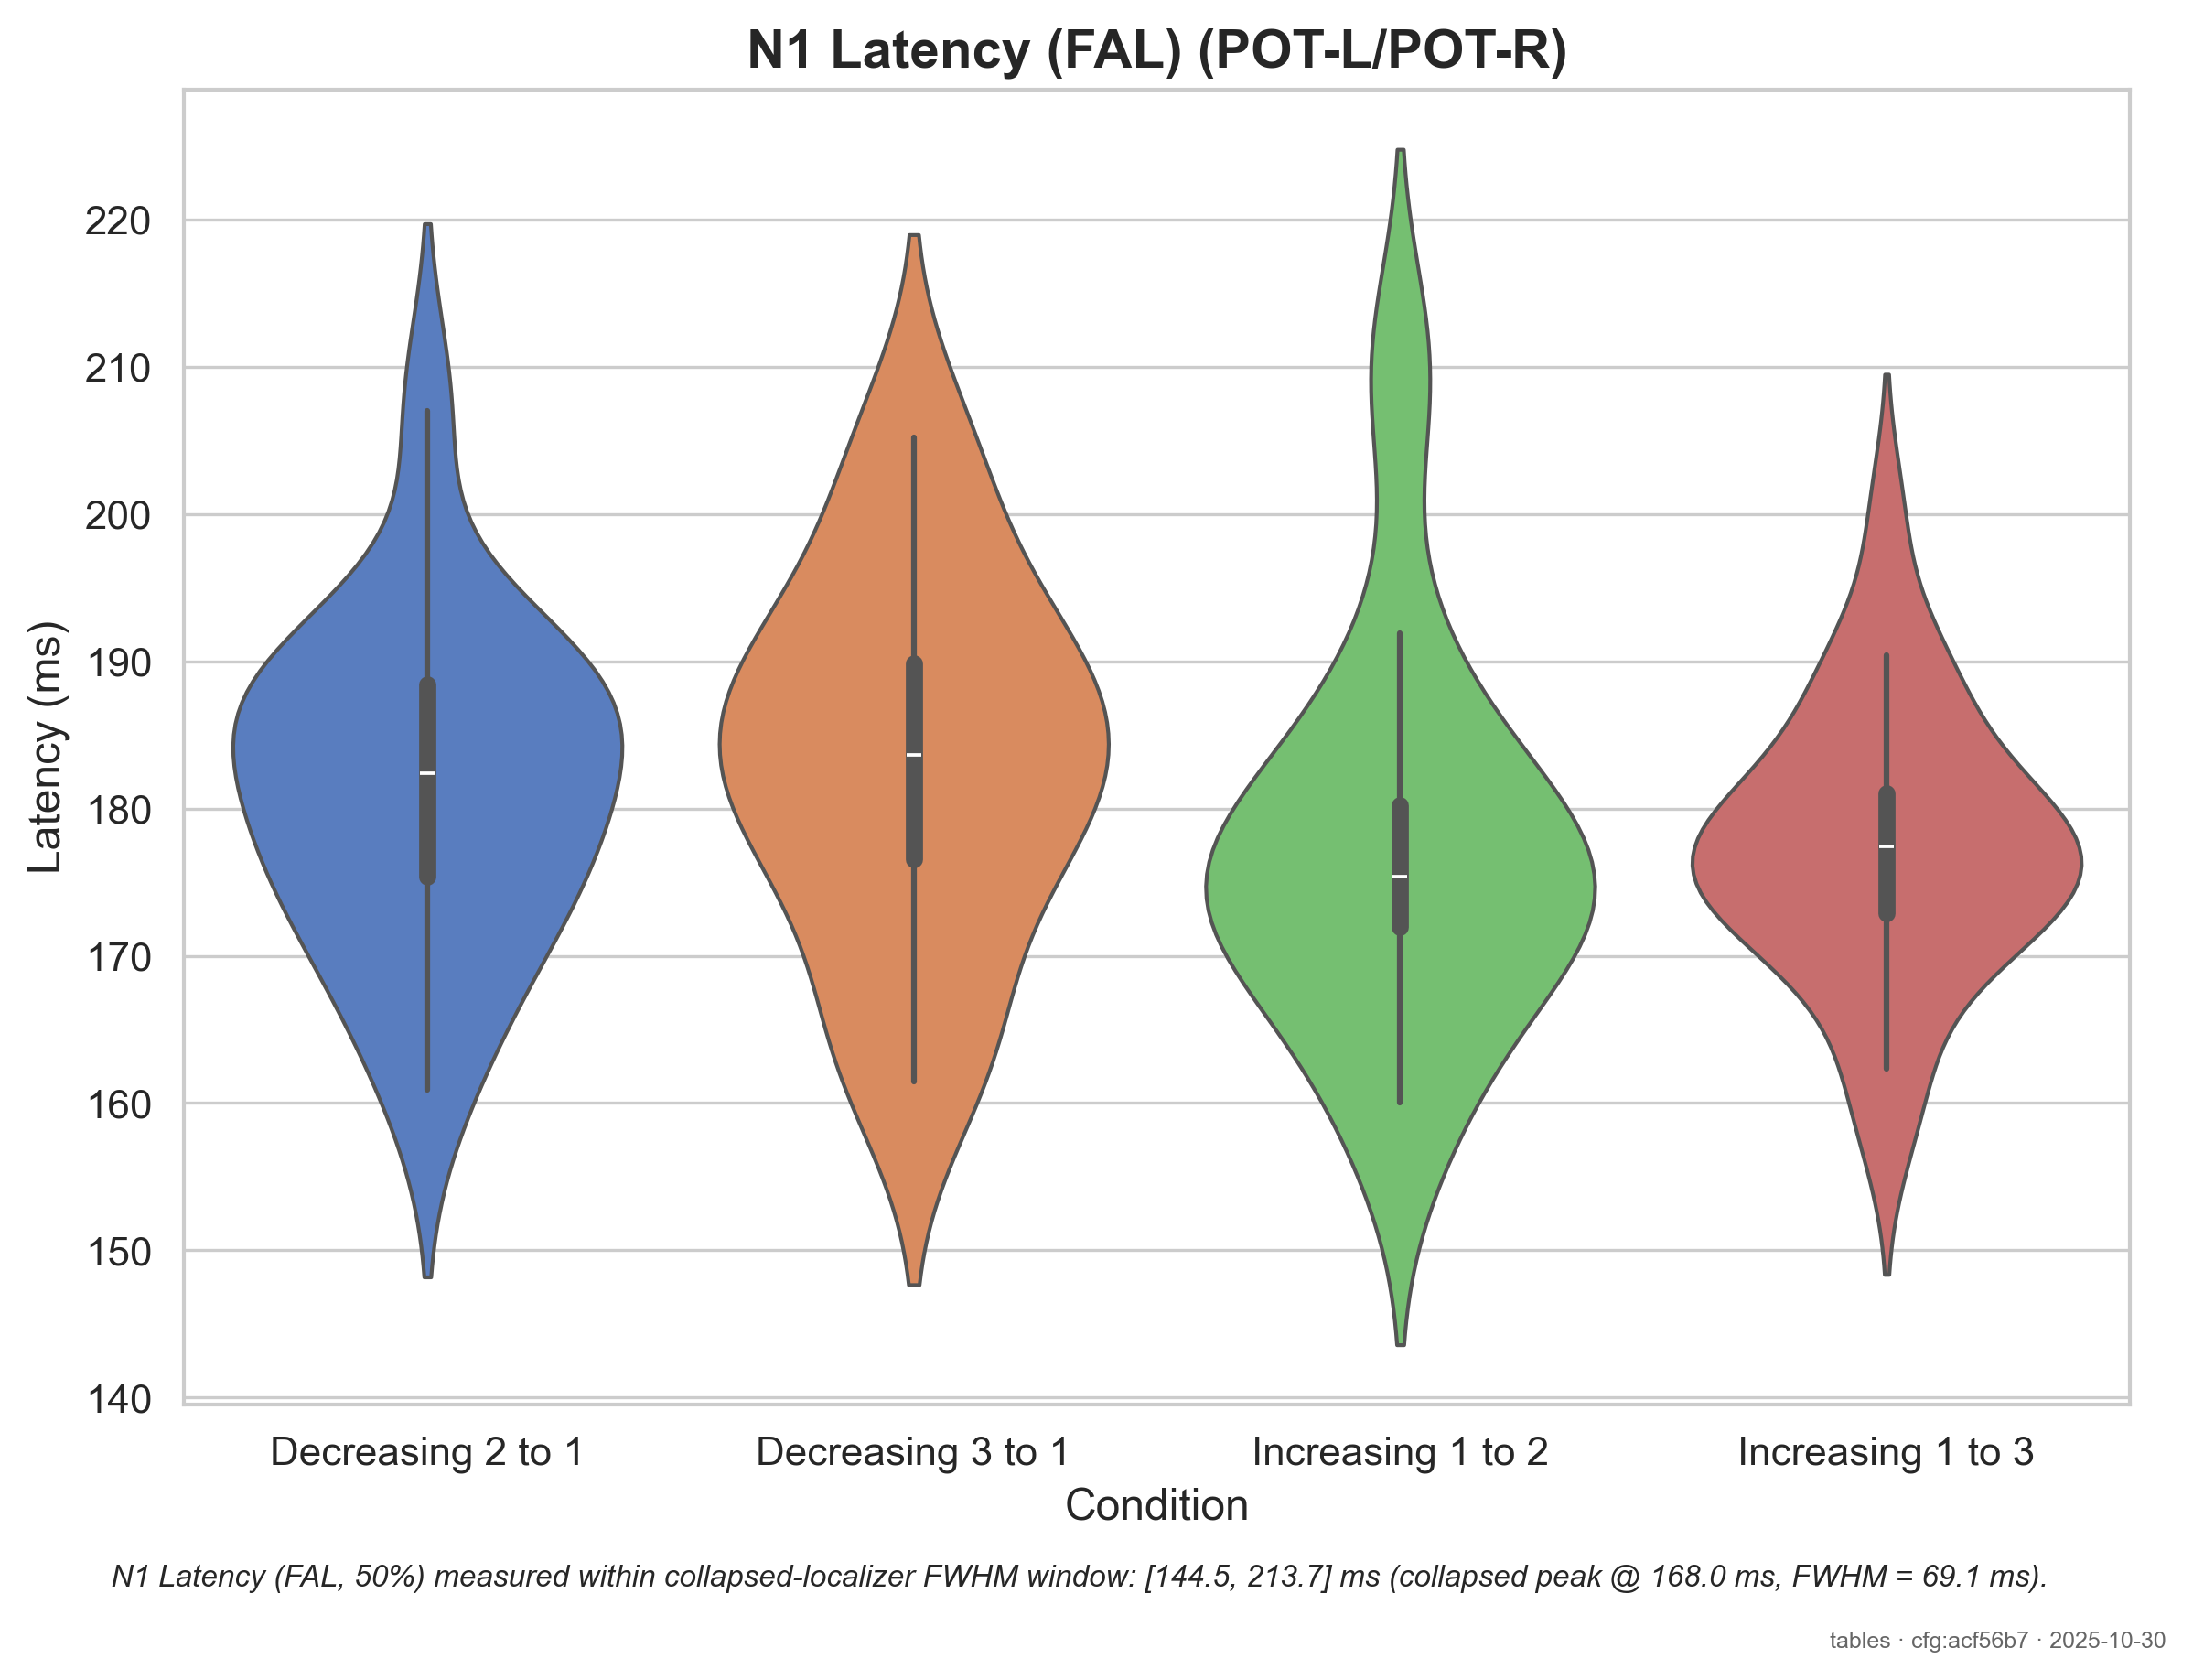 N1 Latency (FAL) (POT-L/POT-R)
Latency (ms)
220
210
200
190
180
170
160
150
140
Decreasing 2 to 1 Decreasing 3 to 1 Increasing 1 to 2 Increasing 1 to 3
Condition
N1 Latency (FAL, 50%) measured within collapsed-localizer FWHM window: [144.5, 213.7] ms (collapsed peak @ 168.0 ms, FWHM = 69.1 ms).
tables · cfg:acf56b7 · 2025-10-30